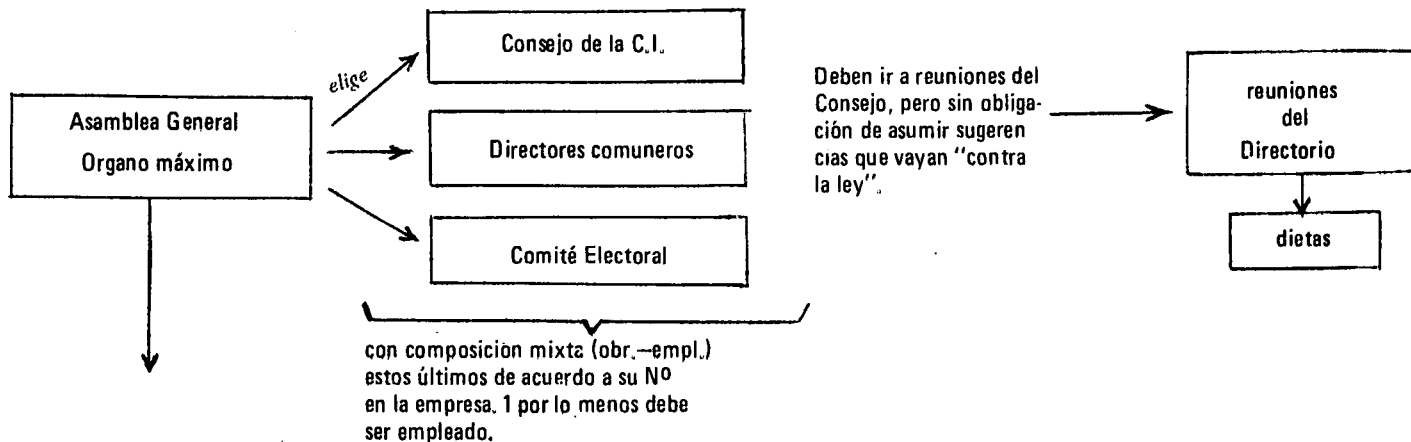 Asamblea General
Organo máximo
elige
Consejo de la C.I.
Directores comuneros
Comité Electoral
con composición mixta (obr.—empl.)
estos últimos de acuerdo a su Nº
en la empresa. 1 por lo menos debe
ser empleado.
Deben ir a reuniones del
Consejo, pero sin obliga-
ción de asumir sugeren
cias que vayan "contra
la ley".
reuniones
del
Directorio
dietas